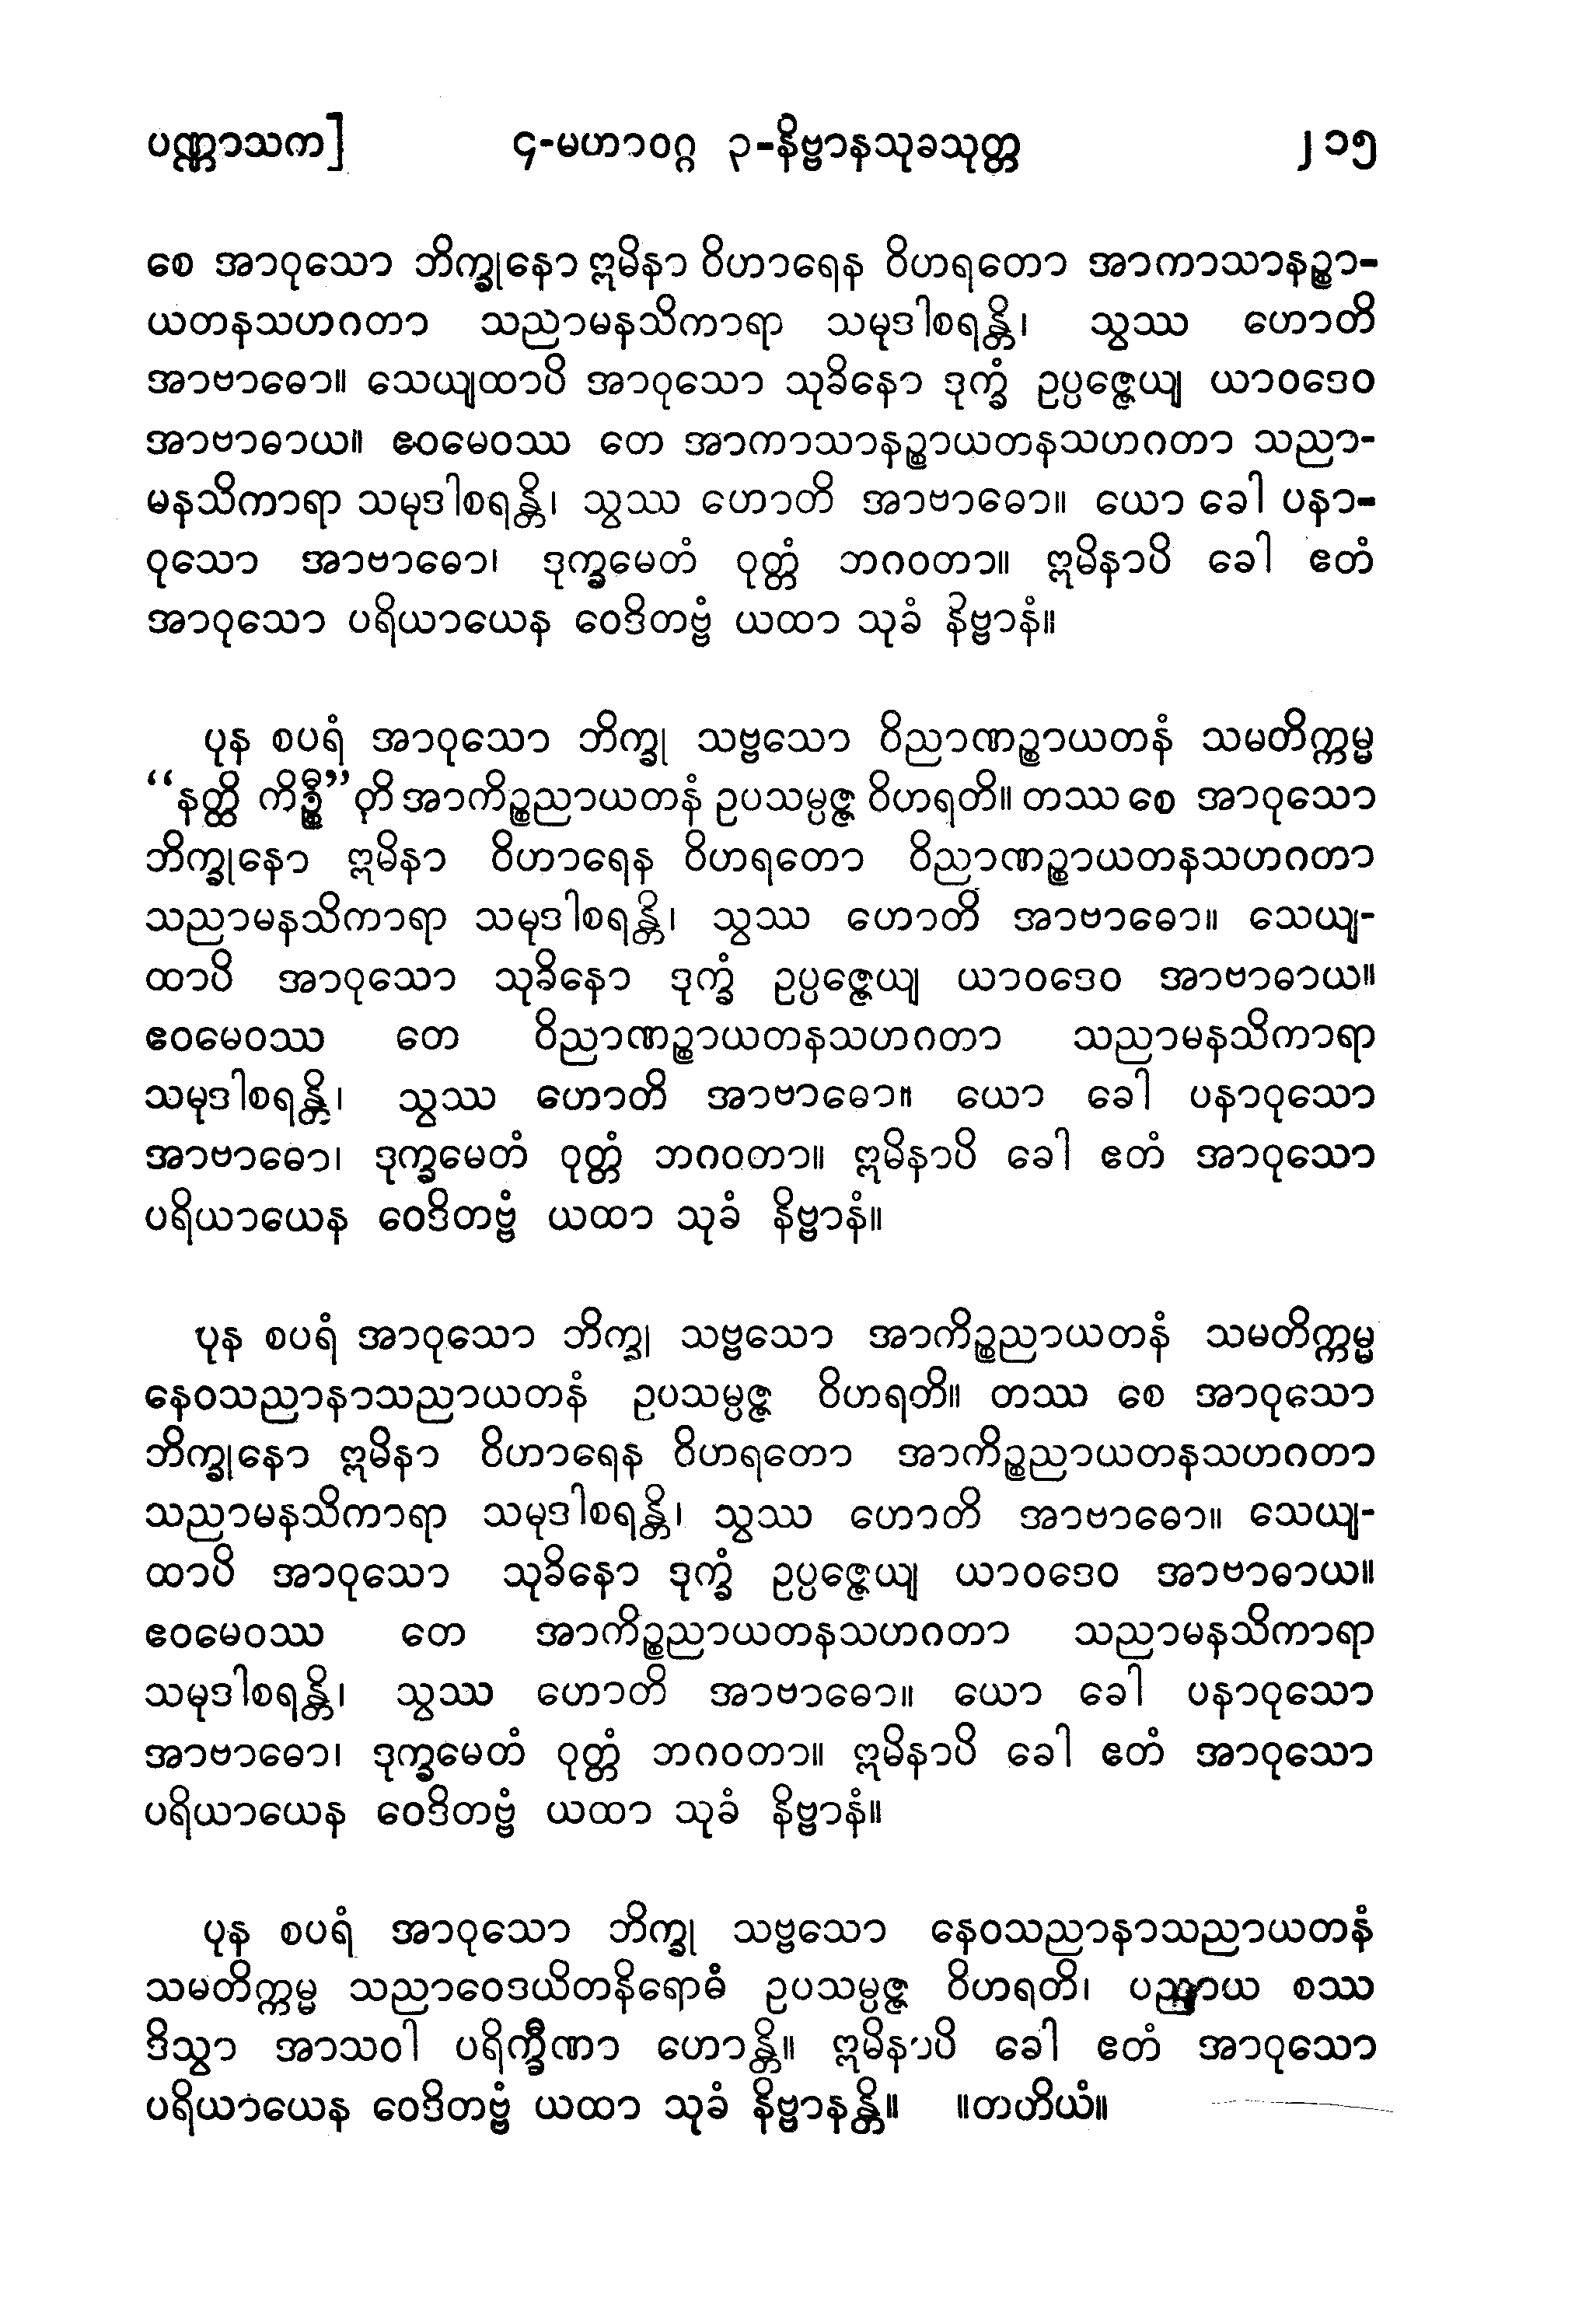 ပဏ္ဏာသက] ၄-မဟာဝဂ္ဂ ၃-နိဗ္ဗာနသုခသုတ္တ ၂၁၅
စေ အာဝုသော ဘိက္ခုနော ဣမိနာ ဝိဟာရေန ဝိဟရတော အာကာသာနဉ္စာ-
ယတနသဟဂတာ သညာမနသိကာရာ သမုဒါစရန္တိ၊ သွဿ ဟောတိ
အာဗာဓော။ သေယျထာပိ အာဝုသော သုခိနော ဒုက္ခံ ဥပ္ပဇ္ဇေယျ ယာဝဒေဝ
အာဗာဓာယ။ ဧဝမေဝဿ တေ အာကာသာနဉ္စာယတနသဟဂတာ သညာ-
မနသိကာရာ သမုဒါစရန္တိ၊ သွဿ ဟောတိ အာဗာဓော။ ယော ခေါ ပနာ-
ဝုသော အာဗာဓော၊ ဒုက္ခမေတံ ဝုတ္တံ ဘဂဝတာ။ ဣမိနာပိ ခေါ ဧတံ
အာဝုသော ပရိယာယေန ဝေဒိတဗ္ဗံ ယထာ သုခံ နိဗ္ဗာနံ။
ပုန စပရံ အာဝုသော ဘိက္ခု သဗ္ဗသော ဝိညာဏဉ္စာယတနံ သမတိက္ကမ္မ
“နတ္ထိ ကိဉ္စီ”တိ အာကိဉ္စညာယတနံ ဥပသမ္ပဇ္ဇ ဝိဟရတိ။ တဿ စေ အာဝုသော
ဘိက္ခုနော ဣမိနာ ဝိဟာရေန ဝိဟရတော ဝိညာဏဉ္စာယတနသဟဂတာ
သညာမနသိကာရာ သမုဒါစရန္တိ၊ သွဿ ဟောတိ အာဗာဓော။ သေယျ-
ထာပိ အာဝုသော သုခိနော ဒုက္ခံ ဥပ္ပဇ္ဇေယျ ယာဝဒေဝ အာဗာဓာယ။
ဧဝမေဝဿ တေ ဝိညာဏဉ္စာယတနသဟဂတာ သညာမနသိကာရာ
သမုဒါစရန္တိ၊ သွဿ ဟောတိ အာဗာဓော။ ယော ခေါ ပနာဝုသော
အာဗာဓော၊ ဒုက္ခမေတံ ဝုတ္တံ ဘဂဝတာ။ ဣမိနာပိ ခေါ ဧတံ အာဝုသော
ပရိယာယေန ဝေဒိတဗ္ဗံ ယထာ သုခံ နိဗ္ဗာနံ။
ပုန စပရံ အာဝုသော ဘိက္ခု သဗ္ဗသော အာကိဉ္စညာယတနံ သမတိက္ကမ္မ
နေဝသညာနာသညာယတနံ ဥပသမ္ပဇ္ဇ ဝိဟရတိ။ တဿ စေ အာဝုသော
ဘိက္ခုနော ဣမိနာ ဝိဟာရေန ဝိဟရတော အာကိဉ္စညာယတနသဟဂတာ
သညာမနသိကာရာ သမုဒါစရန္တိ၊ သွဿ ဟောတိ အာဗာဓော။ သေယျ-
ထာပိ အာဝုသော သုခိနော ဒုက္ခံ ဥပ္ပဇ္ဇေယျ ယာဝဒေဝ အာဗာဓာယ။
ဧဝမေဝဿ တေ အာကိဉ္စညာယတနသဟဂတာ သညာမနသိကာရာ
သမုဒါစရန္တိ၊ သွဿ ဟောတိ အာဗာဓော။ ယော ခေါ ပနာဝုသော
အာဗာဓော၊ ဒုက္ခမေတံ ဝုတ္တံ ဘဂဝတာ။ ဣမိနာပိ ခေါ ဧတံ အာဝုသော
ပရိယာယေန ဝေဒိတဗ္ဗံ ယထာ သုခံ နိဗ္ဗာနံ။
ပုန စပရံ အာဝုသော ဘိက္ခု သဗ္ဗသော နေဝသညာနာသညာယတနံ
သမတိက္ကမ္မ သညာဝေဒယိတနိရောဓံ ဥပသမ္ပဇ္ဇ ဝိဟရတိ၊ ပညာယ စဿ
ဒိသွာ အာသဝါ ပရိက္ခီဏာ ဟောန္တိ။ ဣမိနာပိ ခေါ ဧတံ အာဝုသော
ပရိယာယေန ဝေဒိတဗ္ဗံ ယထာ သုခံ နိဗ္ဗာနန္တိ။ ။တဟိယံ။